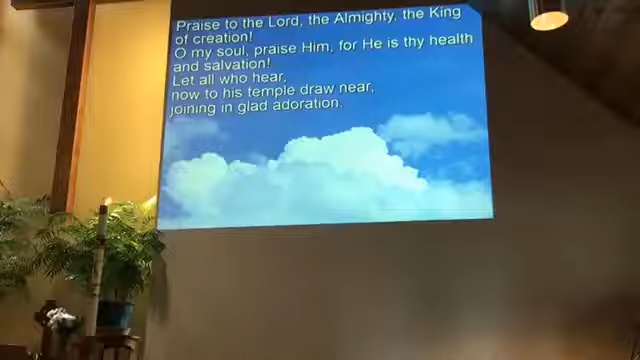 Praise to the Lord, the Almighty, the King
of creation!
O my soul, praise Him, for He is thy health
and salvation!
Let all who hear,
now to his temple draw near,
joining in glad adoration.